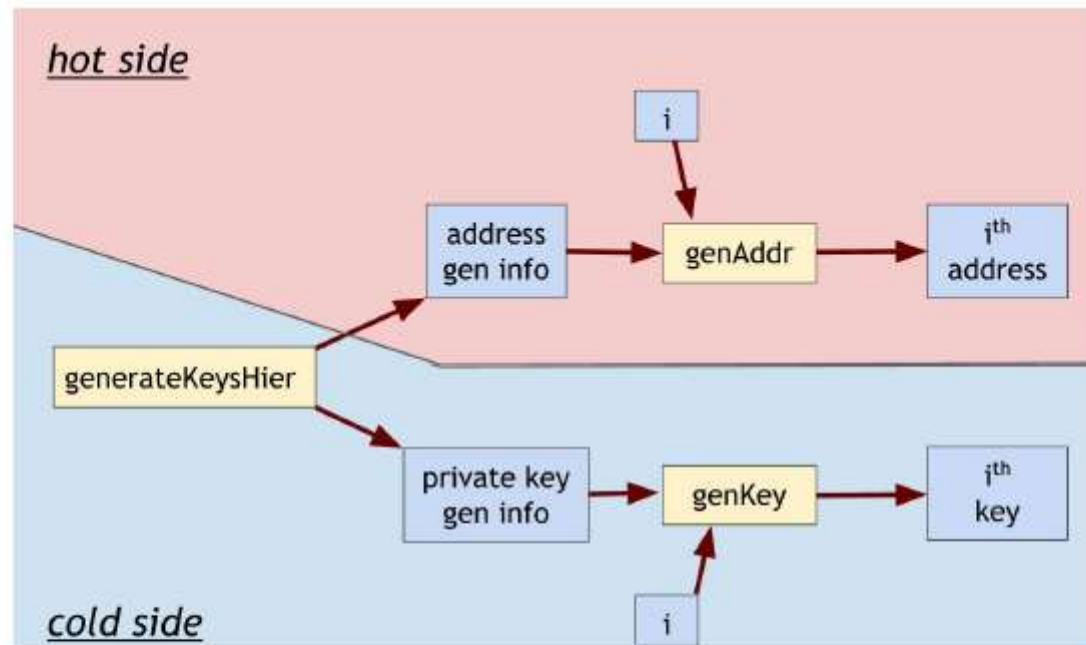 hot side
i
address
gen info
genAddr
iᵗʰ
address
generateKeysHier
private key
gen info
genKey
iᵗʰ
key
i
cold side